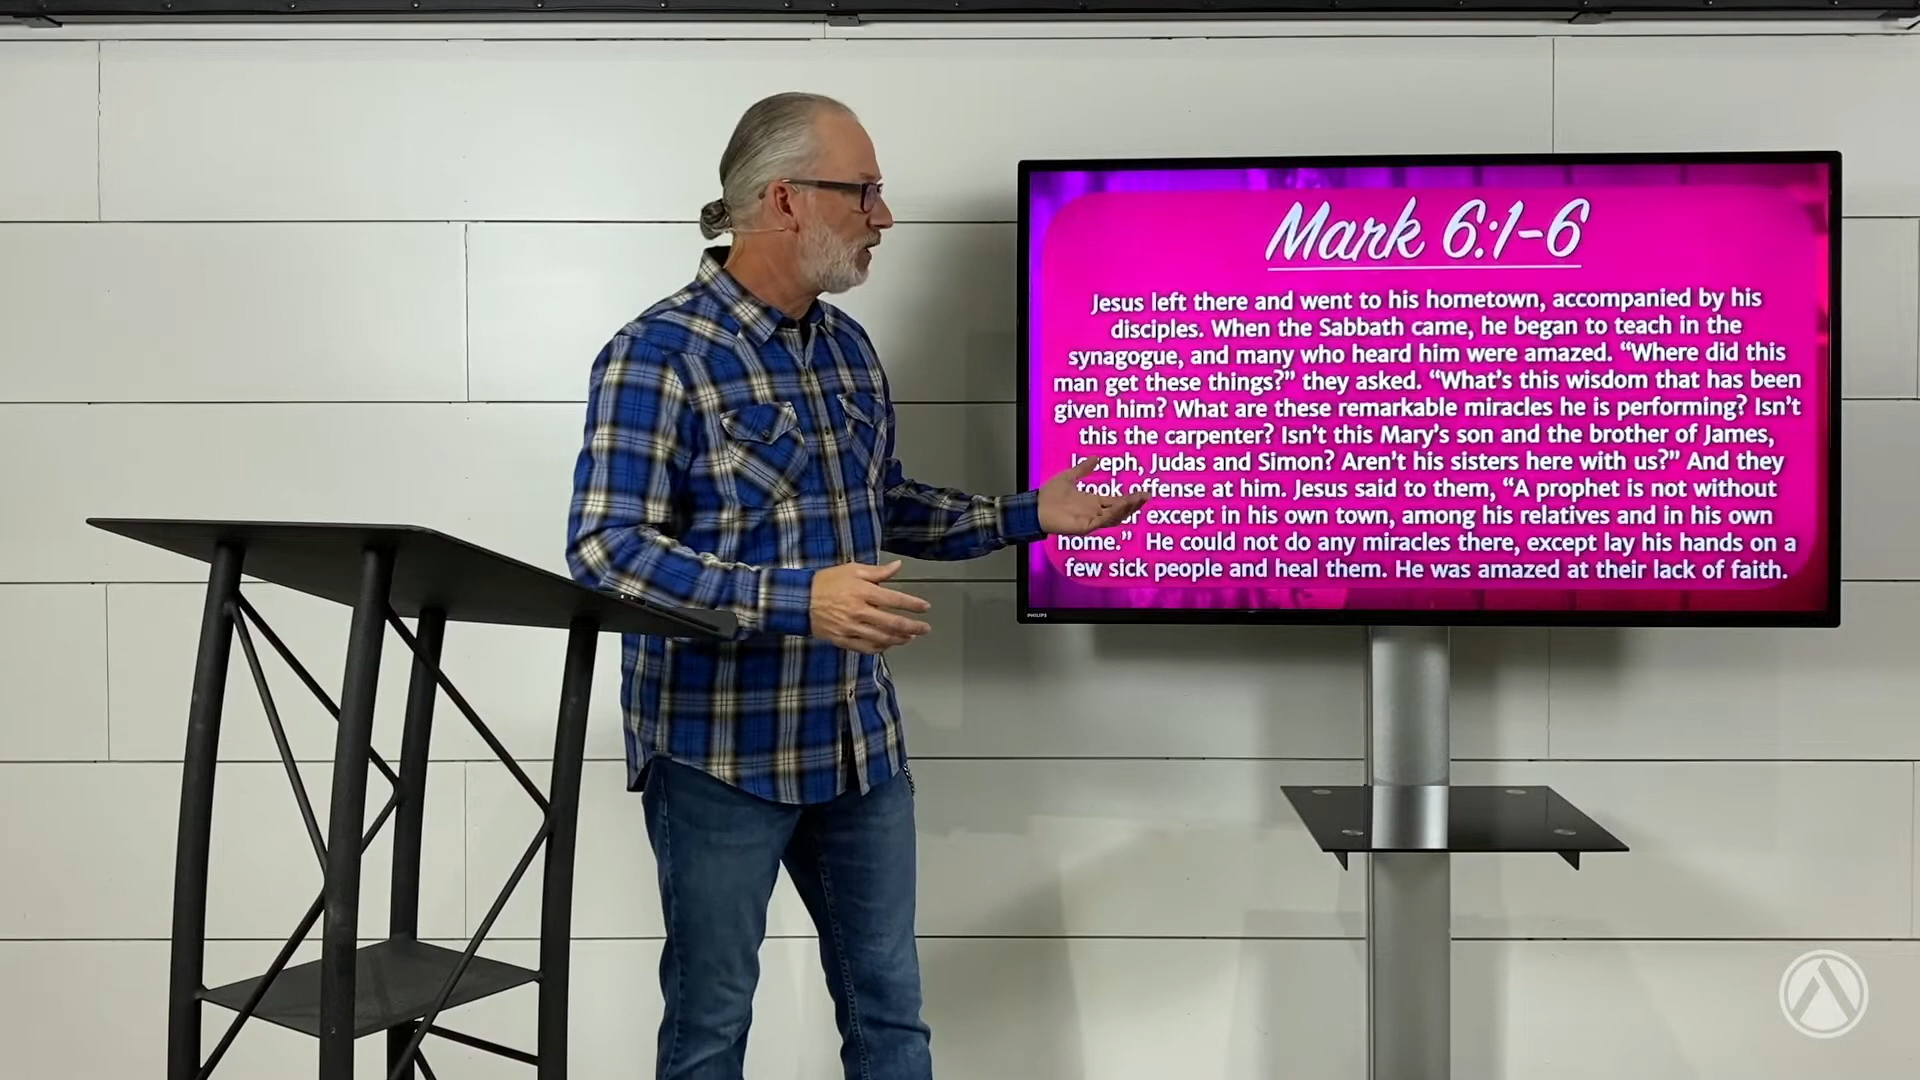 Mark 6:1-6
Jesus left there and went to his hometown, accompanied by his
disciples. When the Sabbath came, he began to teach in the
synagogue, and many who heard him were amazed. “Where did this
man get these things?” they asked. “What’s this wisdom that has been
given him? What are these remarkable miracles he is performing? Isn’t
this the carpenter? Isn’t this Mary’s son and the brother of James,
Joseph, Judas and Simon? Aren’t his sisters here with us?” And they
took offense at him. Jesus said to them, “A prophet is not without
except in his own town, among his relatives and in his own
home.” He could not do any miracles there, except lay his hands on a
few sick people and heal them. He was amazed at their lack of faith.
PHILIPS